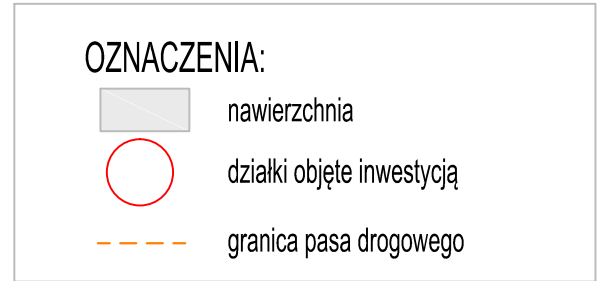 OZNACZENIA:
nawierzchnia
działki objęte inwestycją
granica pasa drogowego